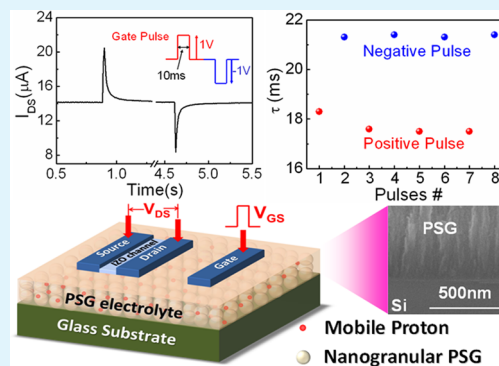 24
20
16
12
8
I_DS(μA)
Gate Pulse
1V
10ms
-1V
0.5
1.0
4.5
5.0
5.5
Time(s)
22
20
18
16
τ (ms)
Negative Pulse
Positive Pulse
1 2 3 4 5 6 7 8
Pulses #
V_DS
V_GS
Source
IZO channel
Drain
Gate
PSG electrolyte
Glass Substrate
PSG
Si
500nm
Mobile Proton
Nanogranular PSG